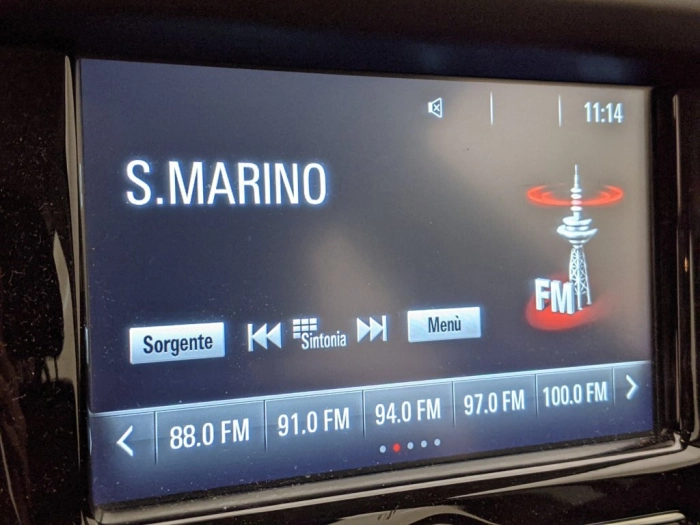 11:14
S.MARINO
FM
Sorgente
Sintonia
Menù
88.0 FM
91.0 FM
94.0 FM
97.0 FM
100.0 FM